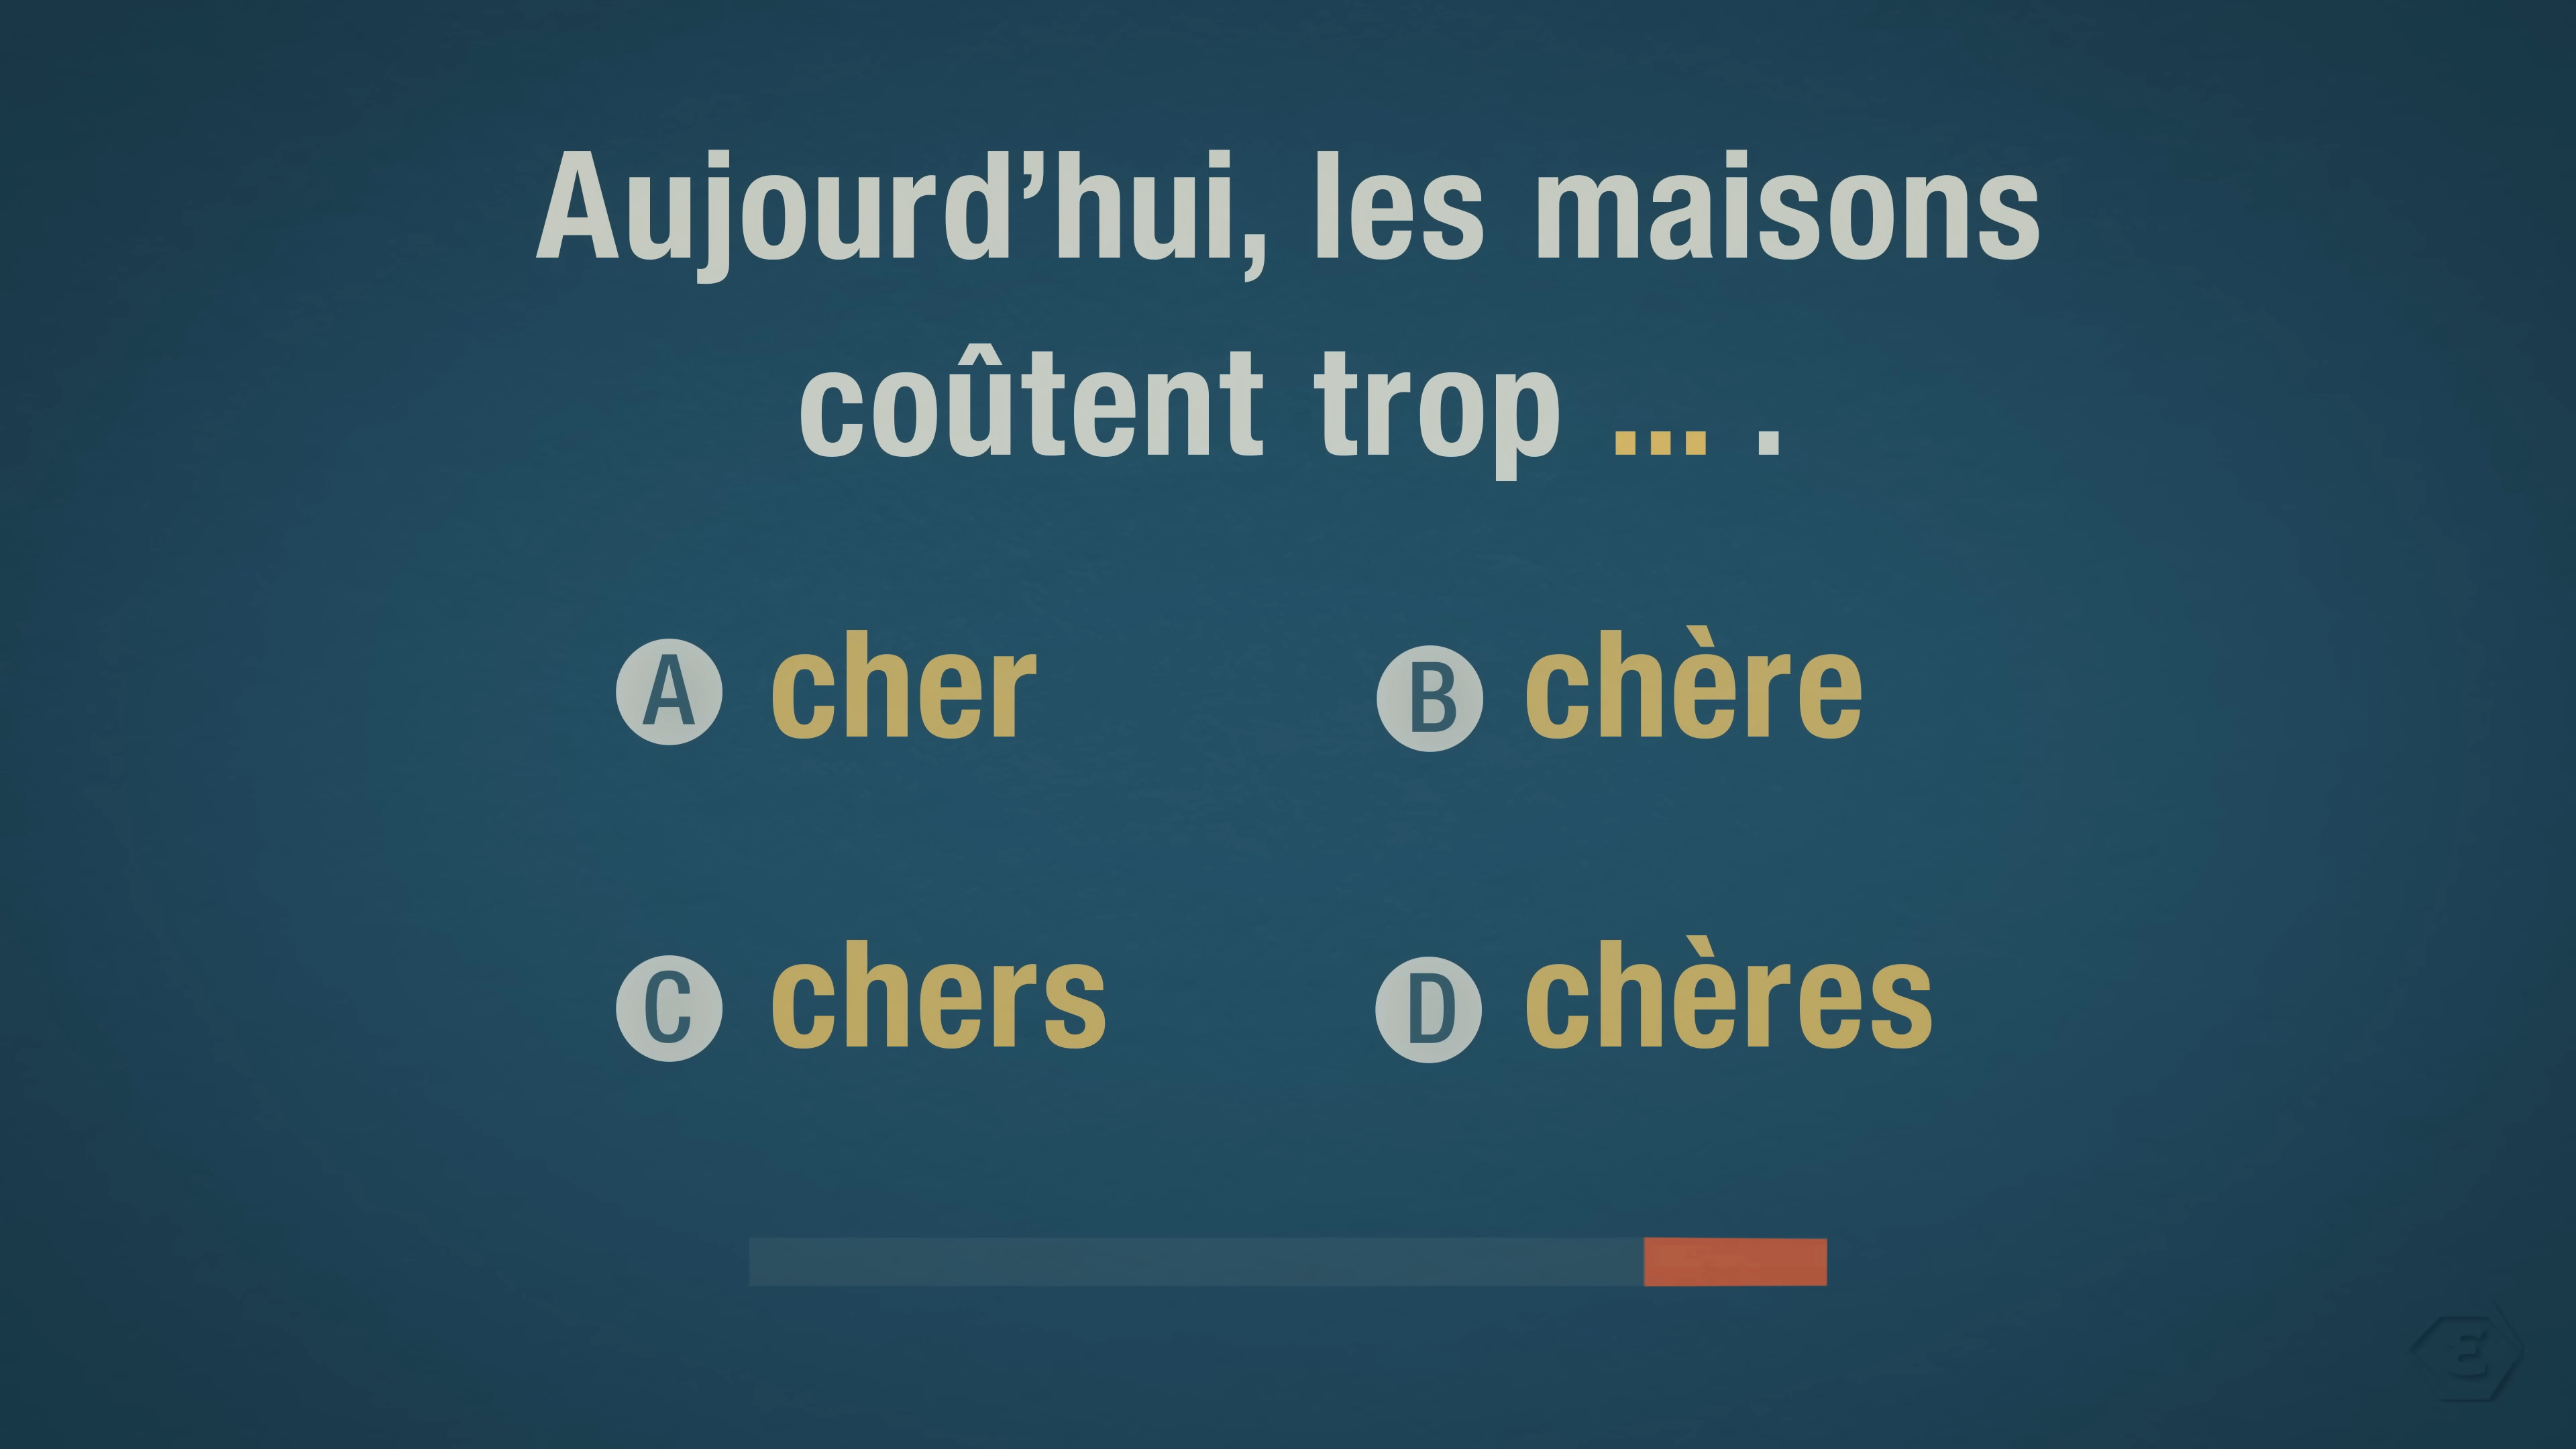 Aujourd’hui, les maisons
coûtent trop ... .
A cher
B chère
C chers
D chères
E